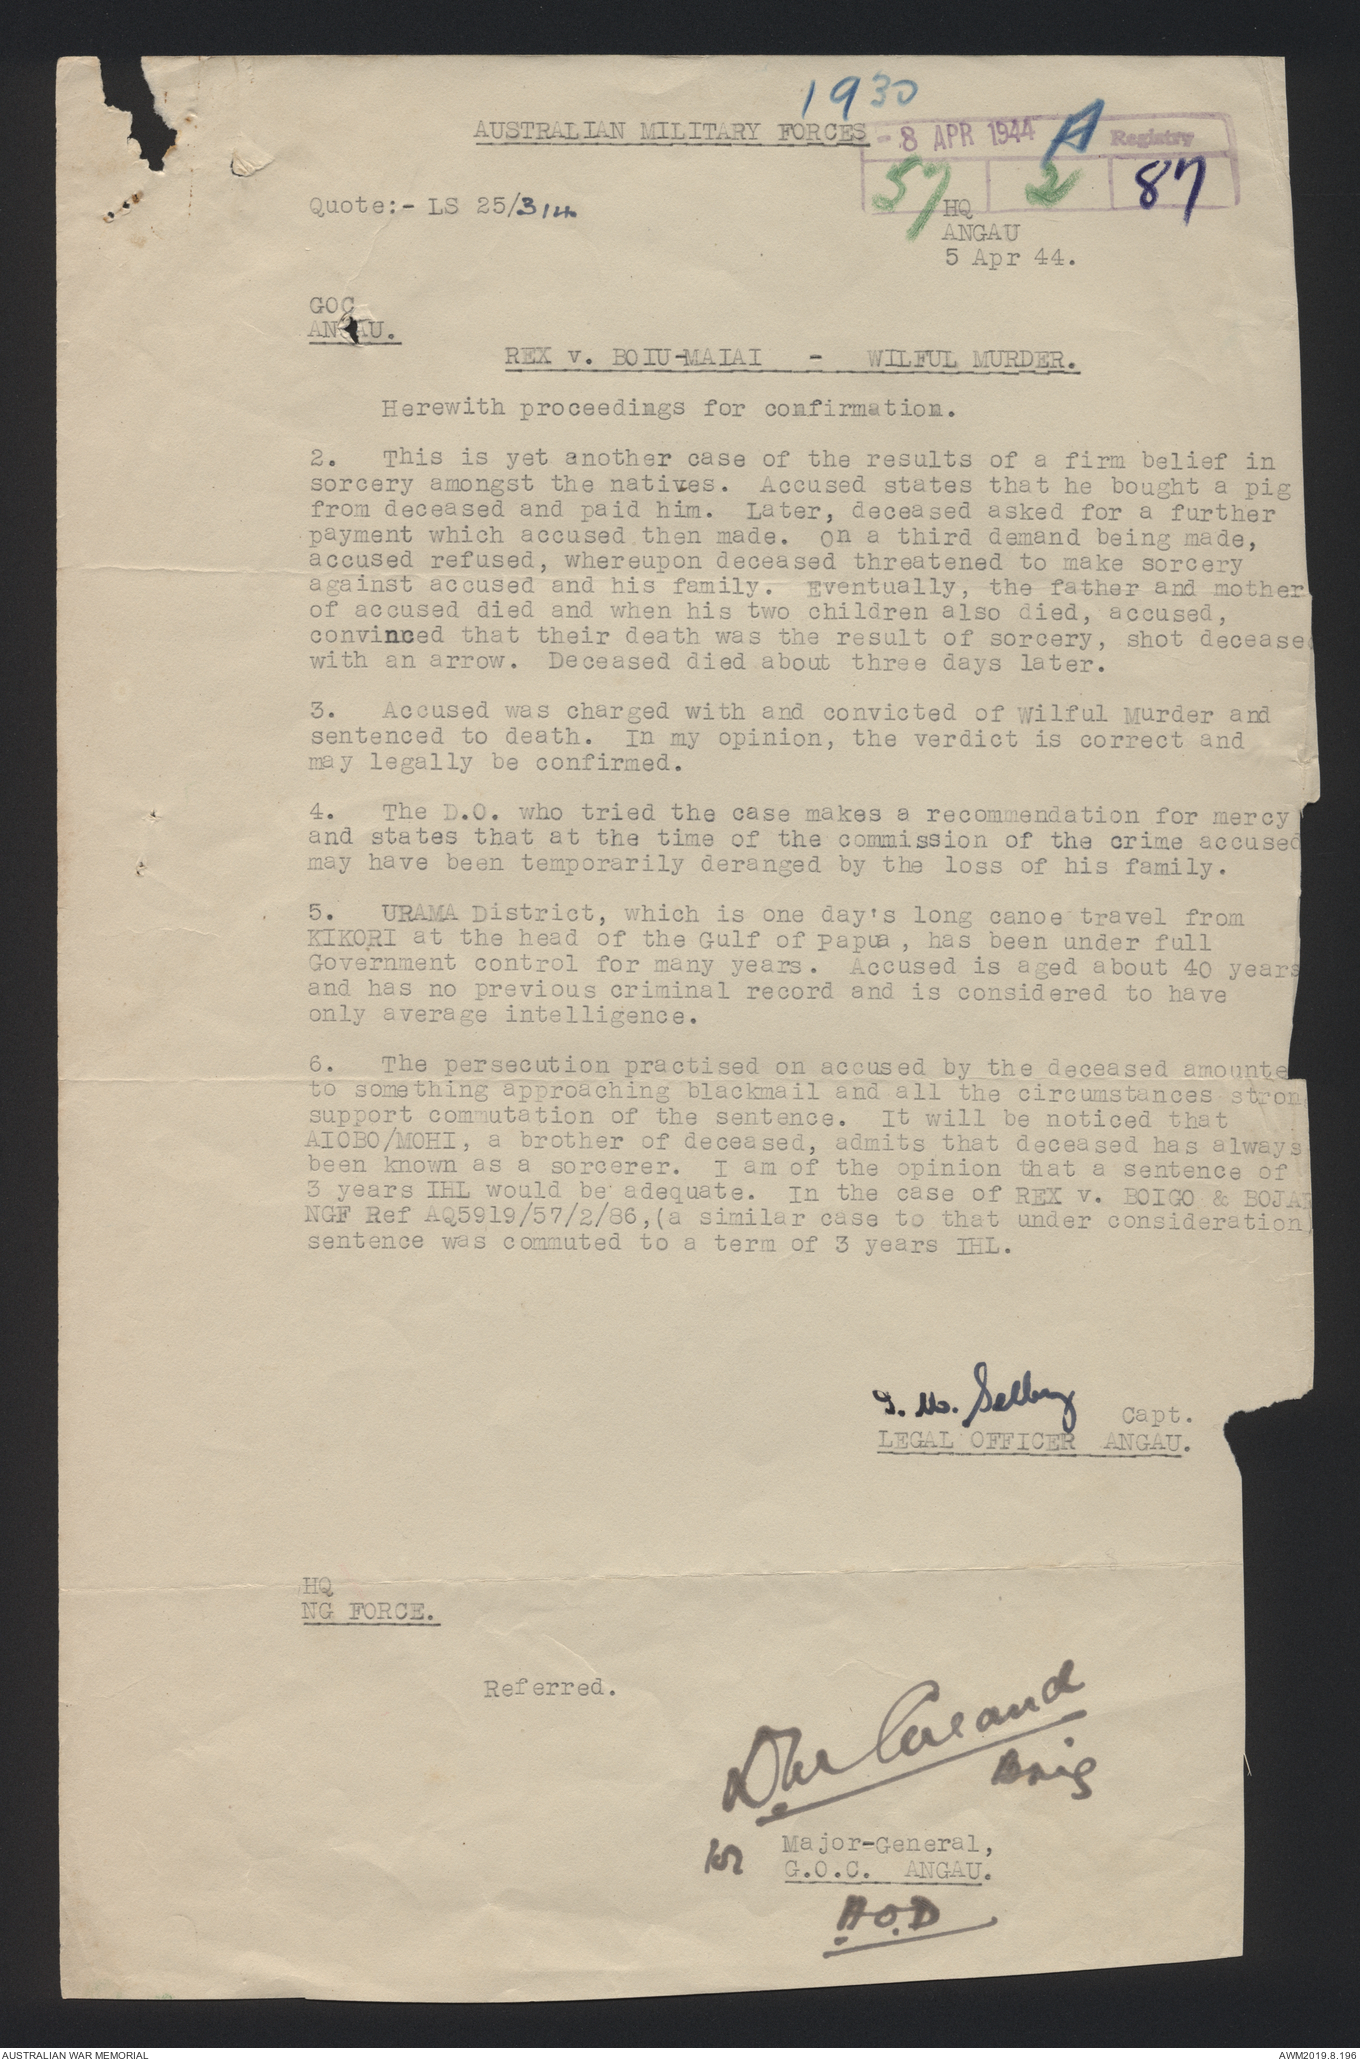 1930
AUSTRALIAN MILITARY FORCES
- 8 APR 1944 A Registry
57 2 87
Quote:- LS 25/314
HQ
ANGAU
5 Apr 44.
GOC
ANGAU.
REX v. BOIU-MAIAI - WILFUL MURDER.
Herewith proceedings for confirmation.
2. This is yet another case of the results of a firm belief in
sorcery amongst the natives. Accused states that he bought a pig
from deceased and paid him. Later, deceased asked for a further
payment which accused then made. On a third demand being made,
accused refused, whereupon deceased threatened to make sorcery
against accused and his family. Eventually, the father and mother
of accused died and when his two children also died, accused,
convinced that their death was the result of sorcery, shot decease
with an arrow. Deceased died about three days later.
3. Accused was charged with and convicted of Wilful Murder and
sentenced to death. In my opinion, the verdict is correct and
may legally be confirmed.
4. The D.O. who tried the case makes a recommendation for mercy
and states that at the time of the commission of the crime accused
may have been temporarily deranged by the loss of his family.
5. URAMA District, which is one day's long canoe travel from
KIKORI at the head of the Gulf of Papua , has been under full
Government control for many years. Accused is aged about 40 years
and has no previous criminal record and is considered to have
only average intelligence.
6. The persecution practised on accused by the deceased amounte
to something approaching blackmail and all the circumstances stron
support commutation of the sentence. It will be noticed that
AIOBO/MOHI, a brother of deceased, admits that deceased has always
been known as a sorcerer. I am of the opinion that a sentence of
3 years IHL would be adequate. In the case of REX v. BOIGO & BOJA
NGF Ref AQ5919/57/2/86,(a similar case to that under consideration)
sentence was commuted to a term of 3 years IHL.
Selby Capt.
LEGAL OFFICER ANGAU.
HQ
NG FORCE.
Referred.
Brig
for Major-General,
G.O.C. ANGAU.
A.O.D
AUSTRALIAN WAR MEMORIAL
AWM2019.8.196